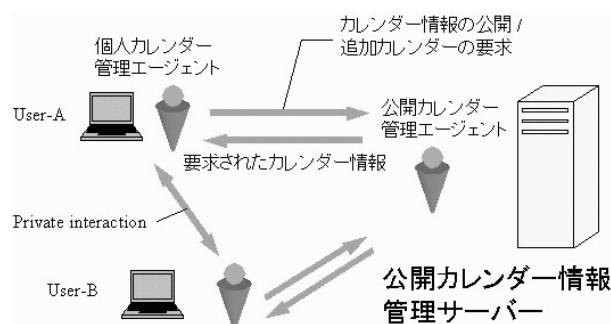 カレンダー情報の公開 /
追加カレンダーの要求
個人カレンダー
管理エージェント
User-A
公開カレンダー
管理エージェント
要求されたカレンダー情報
Private interaction
User-B
公開カレンダー情報
管理サーバー